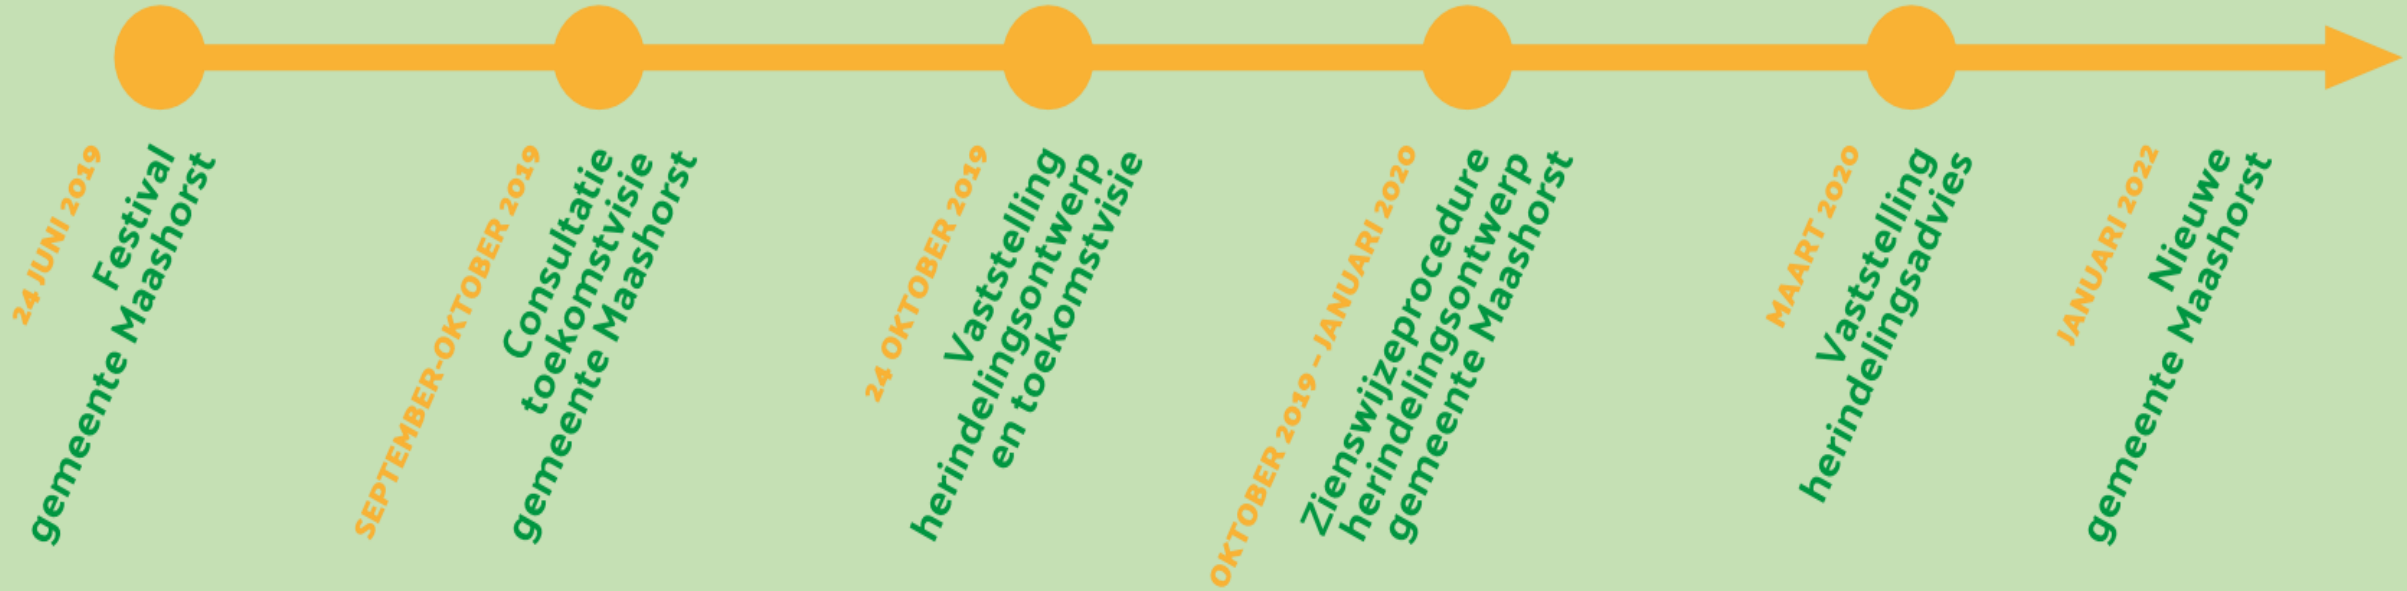 24 JUNI 2019
Festival
gemeente Maashorst
SEPTEMBER-OKTOBER 2019
Consultatie
toekomstvisie
gemeente Maashorst
24 OKTOBER 2019
Vaststelling
herindelingsontwerp
en toekomstvisie
OKTOBER 2019 - JANUARI 2020
Zienswijzeprocedure
herindelingsontwerp
gemeente Maashorst
MAART 2020
Vaststelling
herindelingsadvies
JANUARI 2022
Nieuwe
gemeente Maashorst